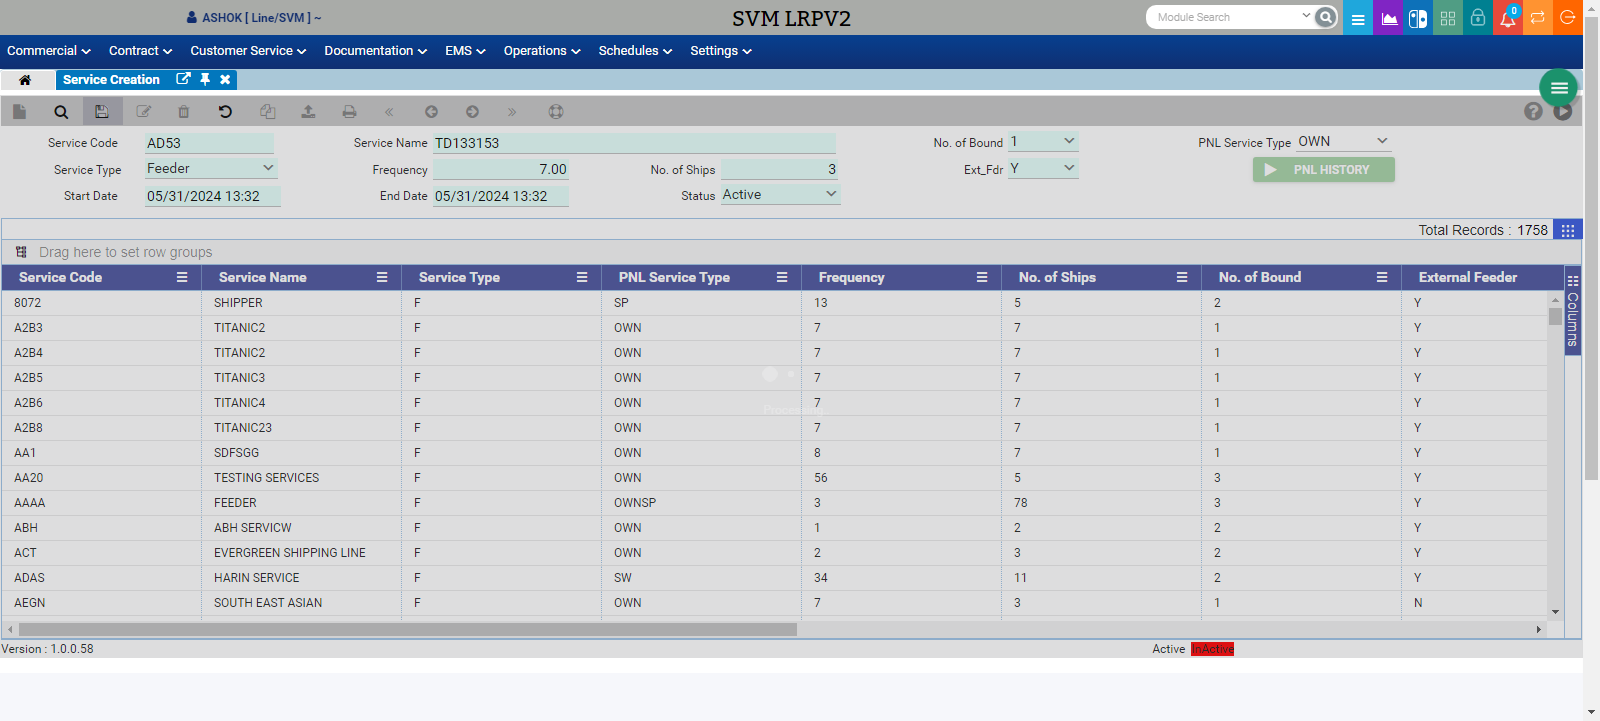 ASHOK [ Line/SVM ] ~
SVM LRPV2
Module Search
0
Commercial Contract Customer Service Documentation EMS Operations Schedules Settings
Service Creation
Service Code AD53 Service Name TD133153 No. of Bound 1 PNL Service Type OWN
Service Type Feeder Frequency 7.00 No. of Ships 3 Ext_Fdr Y PNL HISTORY
Start Date 05/31/2024 13:32 End Date 05/31/2024 13:32 Status Active
Total Records : 1758
Drag here to set row groups
Service Code Service Name Service Type PNL Service Type Frequency No. of Ships No. of Bound External Feeder
Columns
8072 SHIPPER F SP 13 5 2 Y
A2B3 TITANIC2 F OWN 7 7 1 Y
A2B4 TITANIC2 F OWN 7 7 1 Y
A2B5 TITANIC3 F OWN 7 7 1 Y
A2B6 TITANIC4 F OWN 7 7 1 Y
Processing
A2B8 TITANIC23 F OWN 7 7 1 Y
AA1 SDFSGG F OWN 8 7 1 Y
AA20 TESTING SERVICES F OWN 56 5 3 Y
AAAA FEEDER F OWNSP 3 78 3 Y
ABH ABH SERVICW F OWN 1 2 2 Y
ACT EVERGREEN SHIPPING LINE F OWN 2 3 2 Y
ADAS HARIN SERVICE F SW 34 11 2 Y
AEGN SOUTH EAST ASIAN F OWN 7 3 1 N
Version : 1.0.0.58 Active InActive